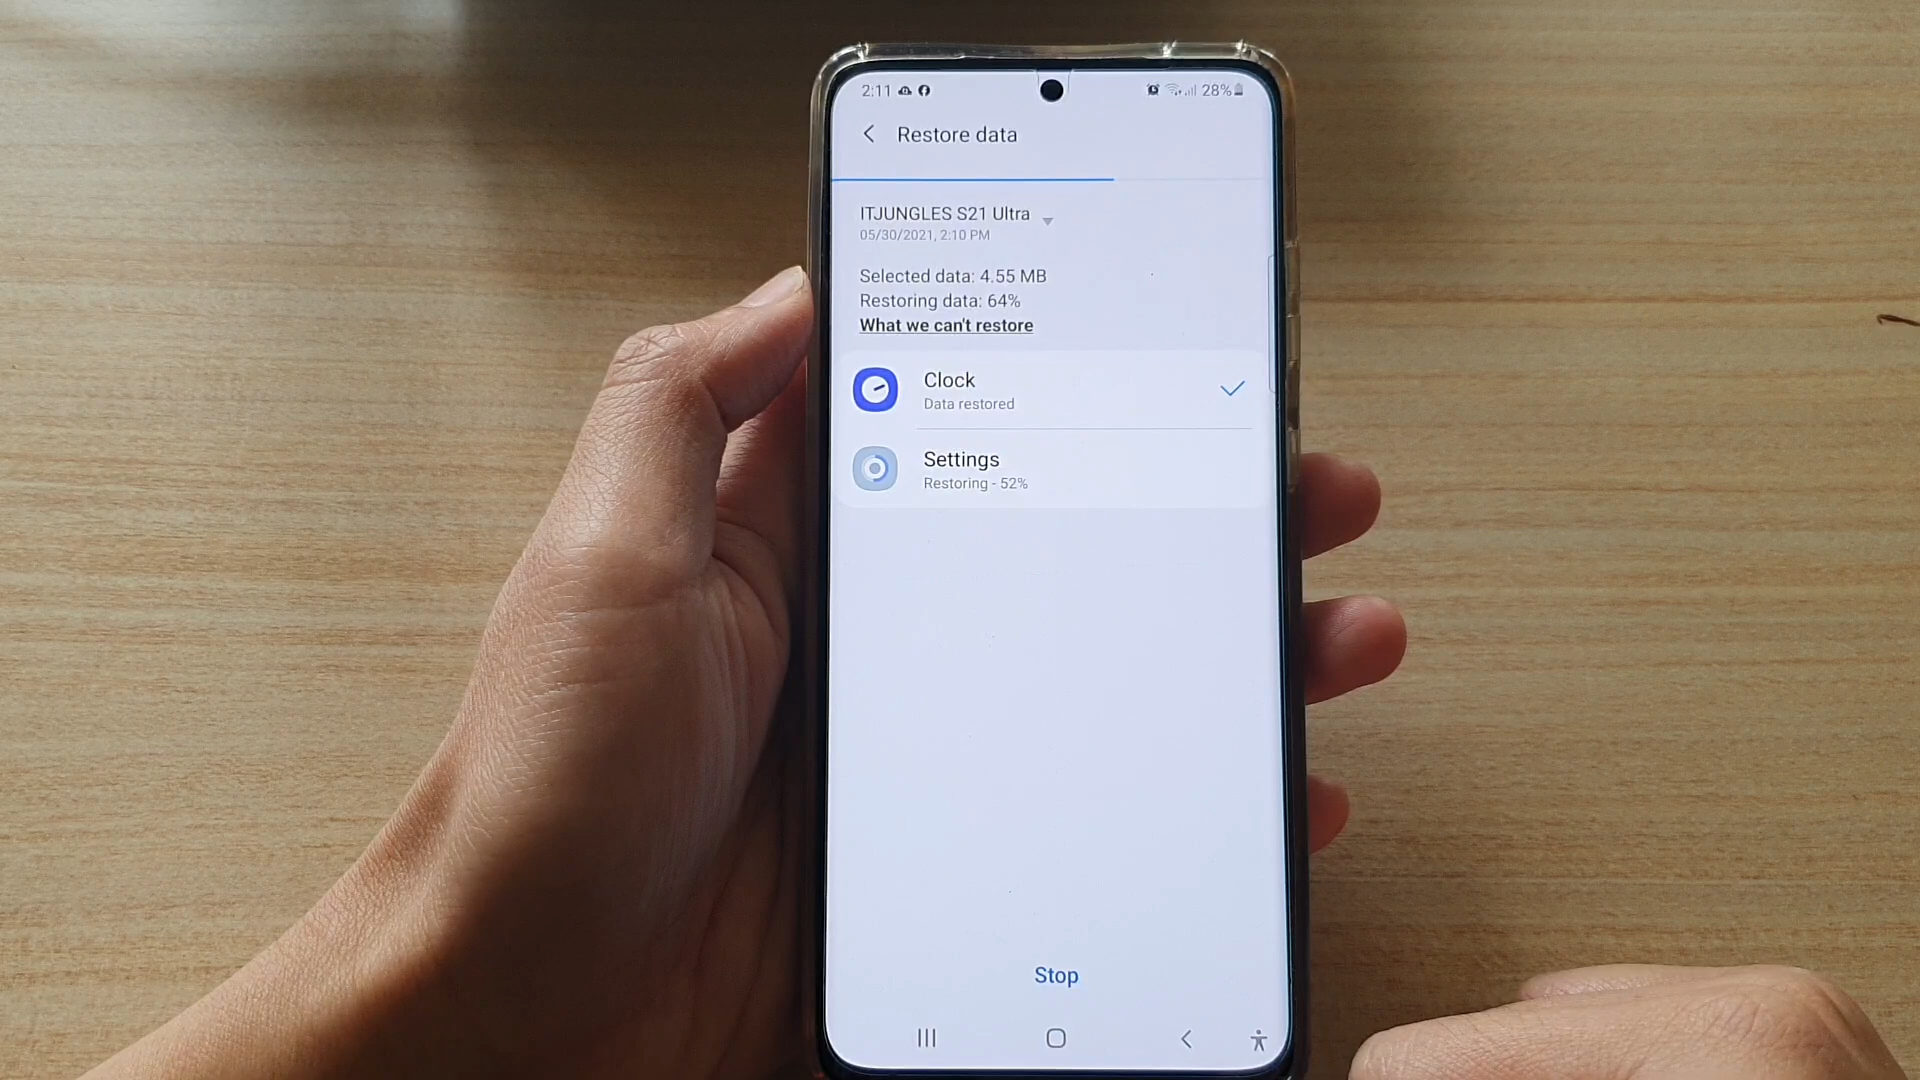 2:11 28%
Restore data
ITJUNGLES S21 Ultra
05/30/2021, 2:10 PM
Selected data: 4.55 MB
Restoring data: 64%
What we can't restore
Clock
Data restored
Settings
Restoring - 52%
Stop